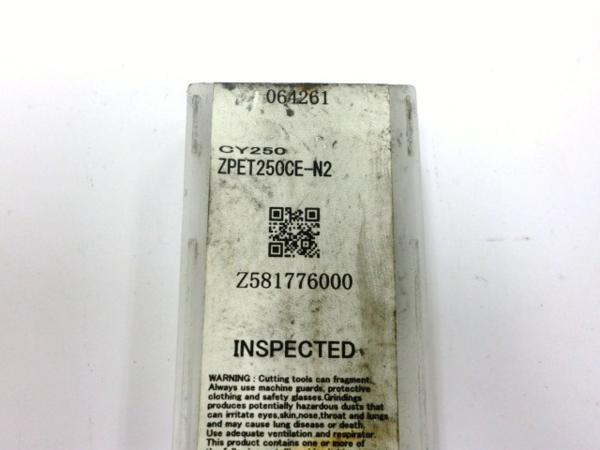 064261
CY250
ZPET250CE-N2
Z581776000
INSPECTED
WARNING : Cutting tools can fragment.
Always use machine guards, protective
clothing and safety glasses.Grindings
produces potentially hazardous dusts that
can irritate eyes,skin,nose,throat and lungs
and may cause lung disease or death.
Use adequate ventilation and respirator.
This product contains one or more of